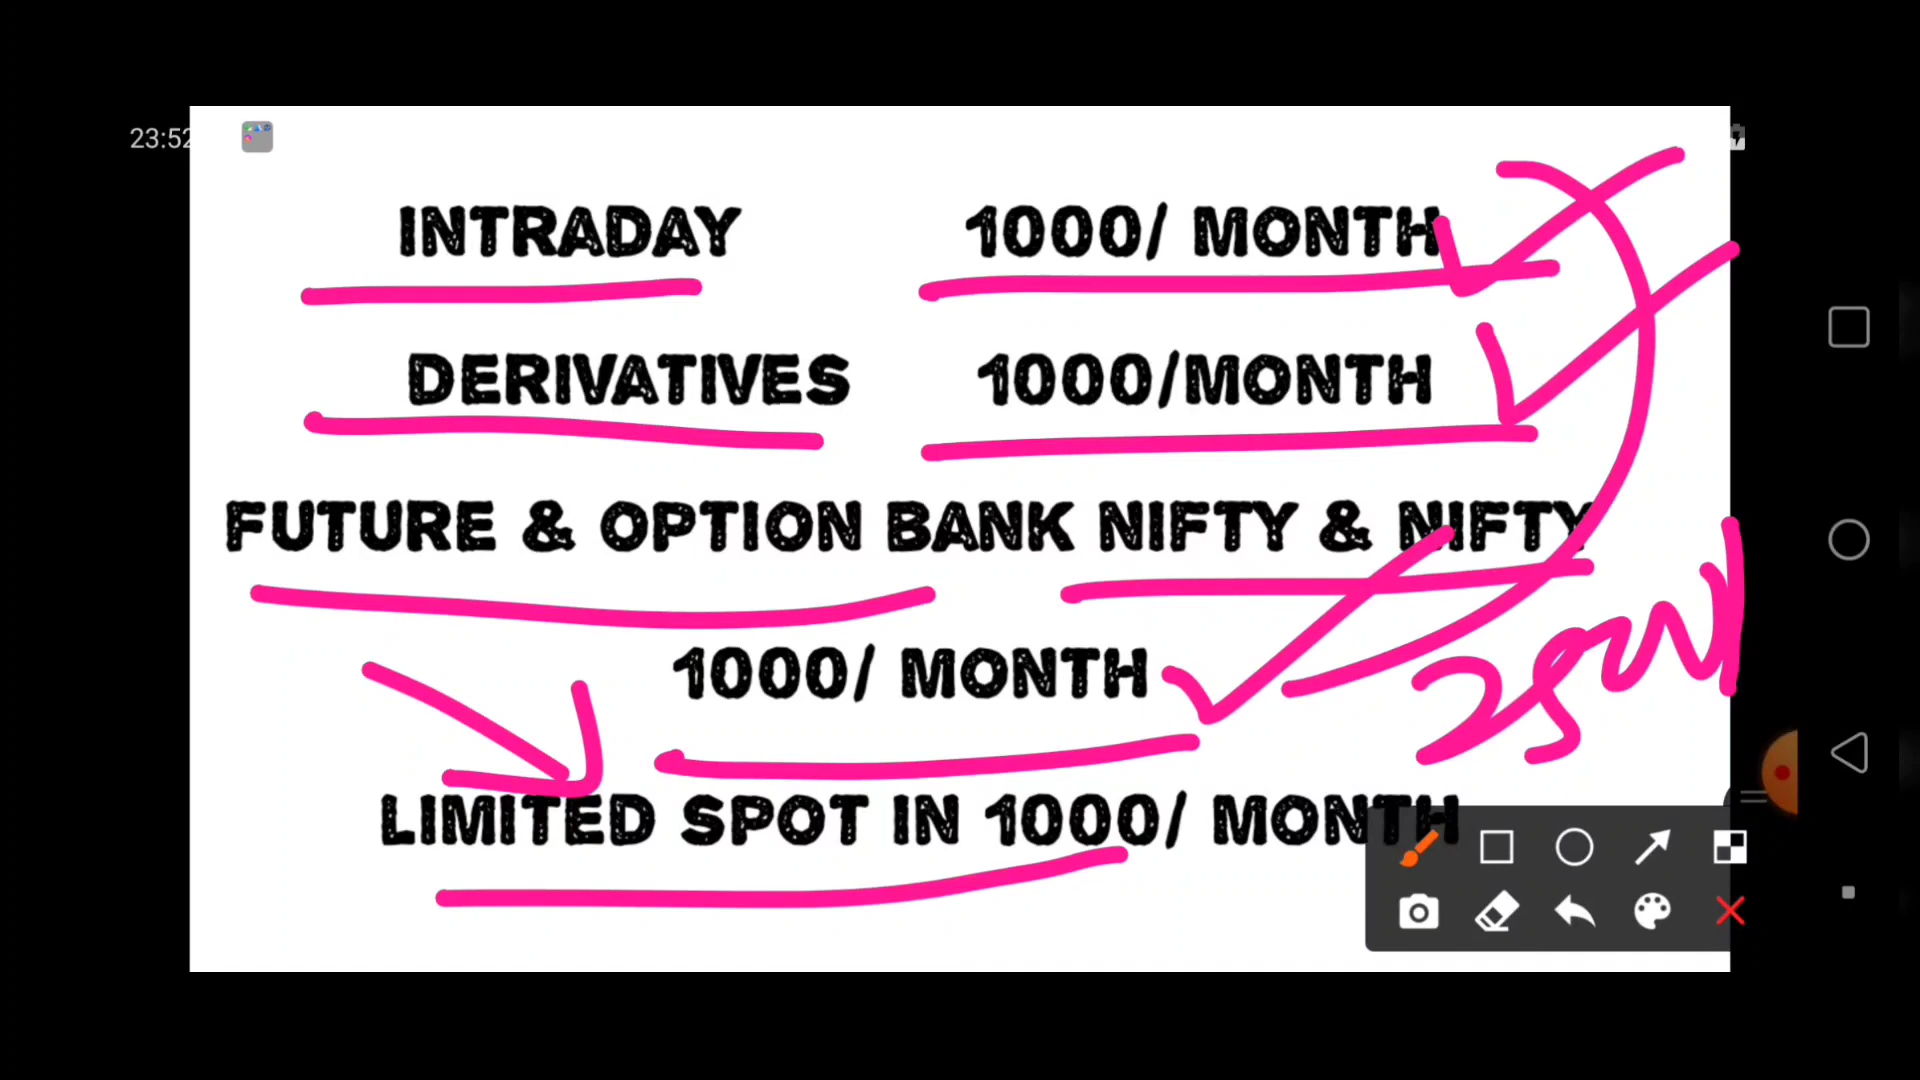 23:52
INTRADAY 1000/ MONTH
DERIVATIVES 1000/MONTH
FUTURE & OPTION BANK NIFTY & NIFTY
1000/ MONTH
LIMITED SPOT IN 1000/ MONTH